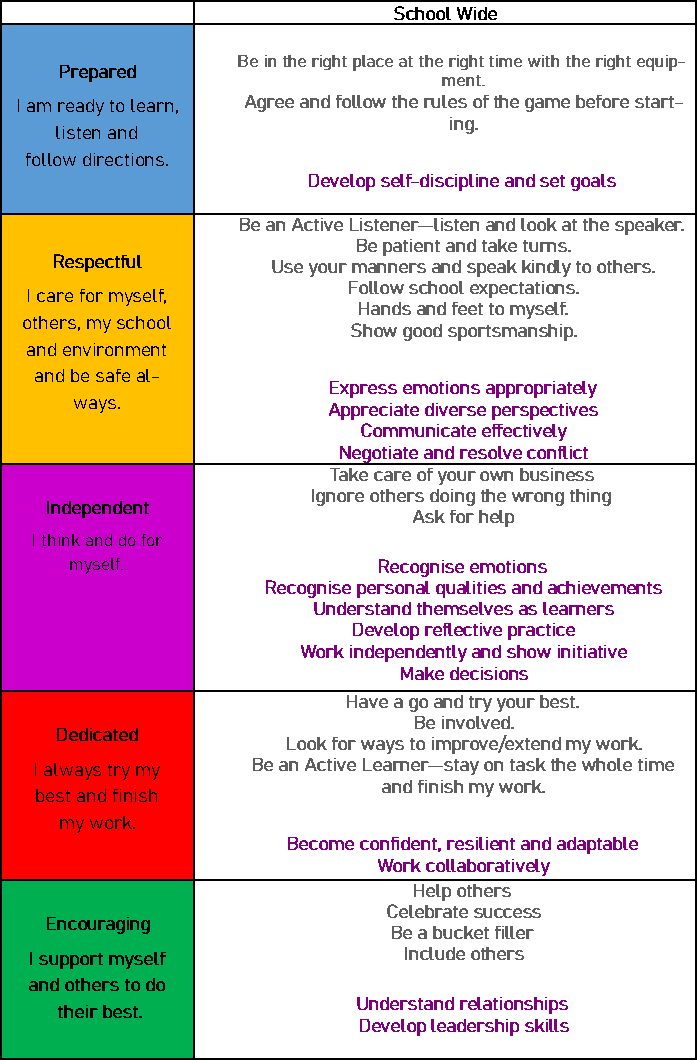 School Wide
Prepared
I am ready to learn,
listen and
follow directions.
Be in the right place at the right time with the right equip-
ment.
Agree and follow the rules of the game before start-
ing.
Develop self-discipline and set goals
Respectful
I care for myself,
others, my school
and environment
and be safe al-
ways.
Be an Active Listener—listen and look at the speaker.
Be patient and take turns.
Use your manners and speak kindly to others.
Follow school expectations.
Hands and feet to myself.
Show good sportsmanship.
Express emotions appropriately
Appreciate diverse perspectives
Communicate effectively
Negotiate and resolve conflict
Independent
I think and do for
myself.
Take care of your own business
Ignore others doing the wrong thing
Ask for help
Recognise emotions
Recognise personal qualities and achievements
Understand themselves as learners
Develop reflective practice
Work independently and show initiative
Make decisions
Dedicated
I always try my
best and finish
my work.
Have a go and try your best.
Be involved.
Look for ways to improve/extend my work.
Be an Active Learner—stay on task the whole time
and finish my work.
Become confident, resilient and adaptable
Work collaboratively
Encouraging
I support myself
and others to do
their best.
Help others
Celebrate success
Be a bucket filler
Include others
Understand relationships
Develop leadership skills